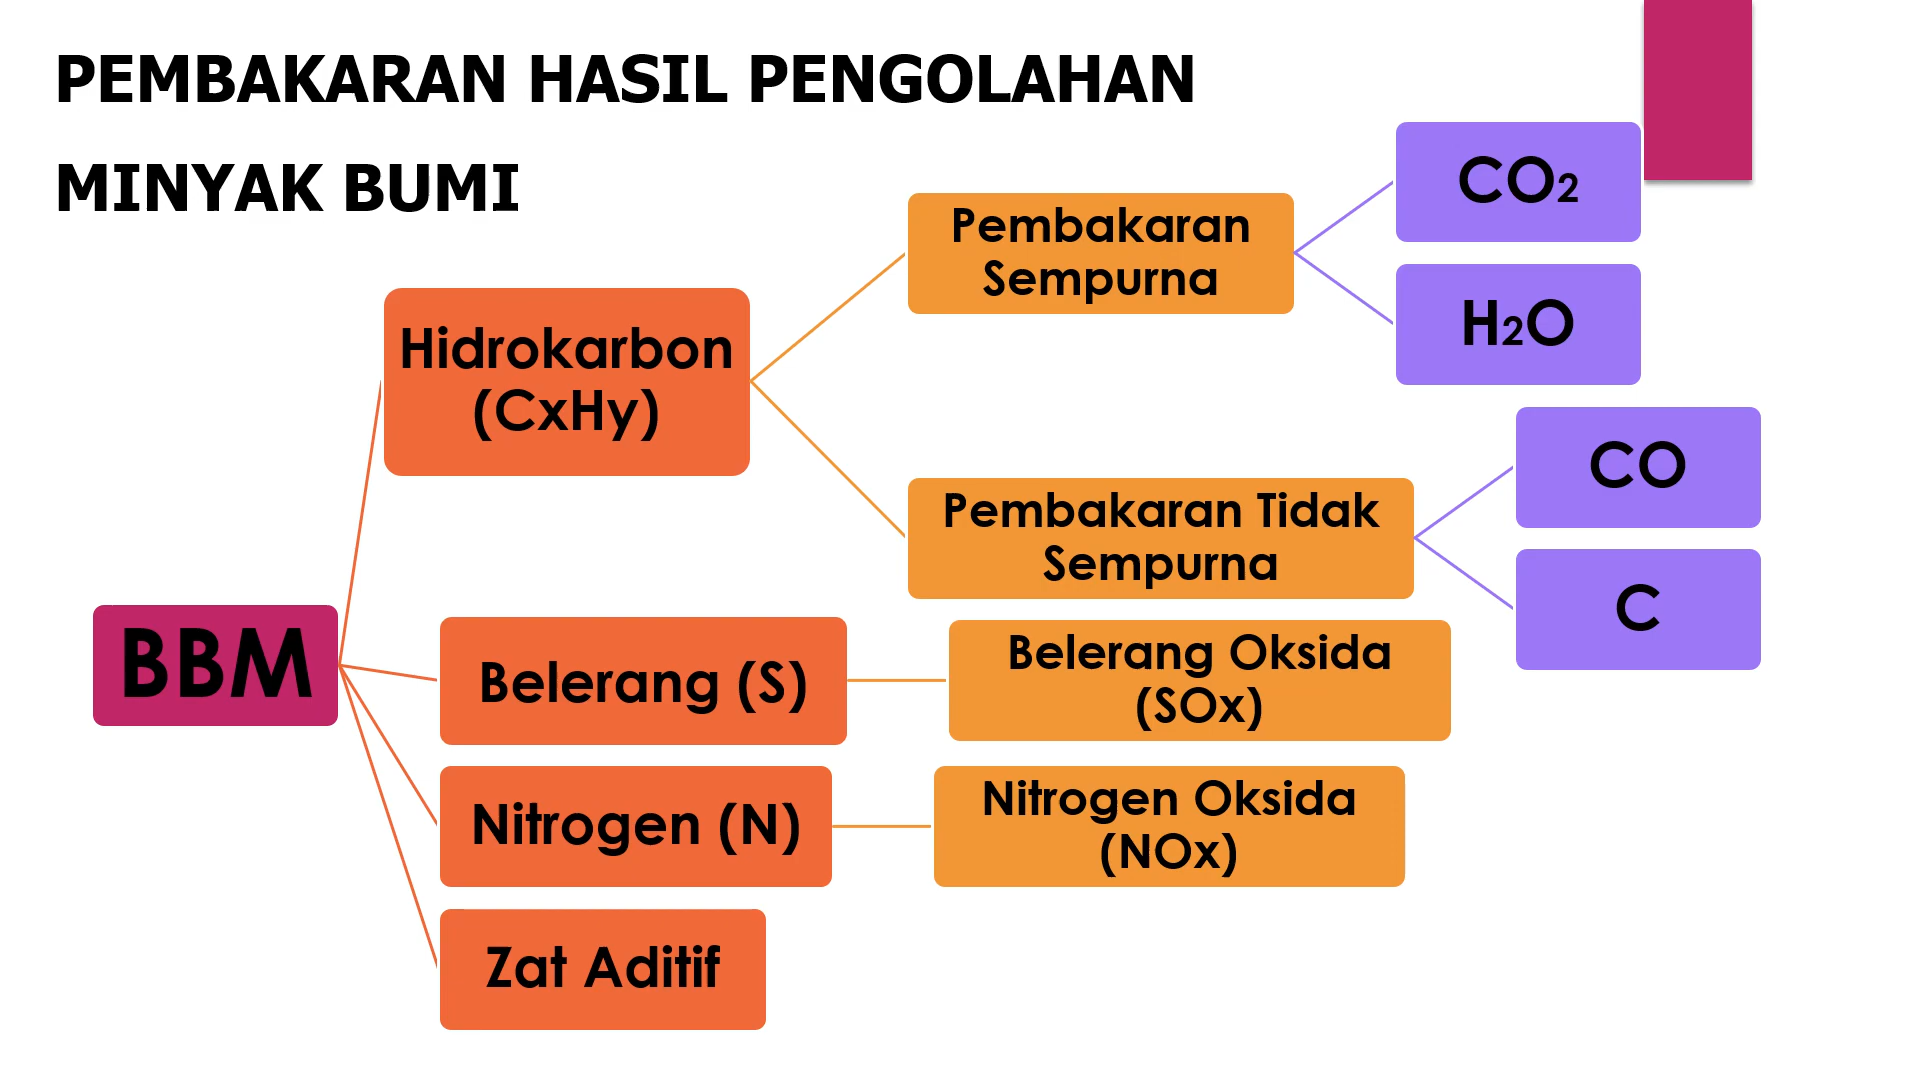 PEMBAKARAN HASIL PENGOLAHAN
MINYAK BUMI
BBM
Hidrokarbon
(CxHy)
Pembakaran
Sempurna
CO₂
H₂O
Pembakaran Tidak
Sempurna
CO
C
Belerang (S)
Belerang Oksida
(SOx)
Nitrogen (N)
Nitrogen Oksida
(NOx)
Zat Aditif